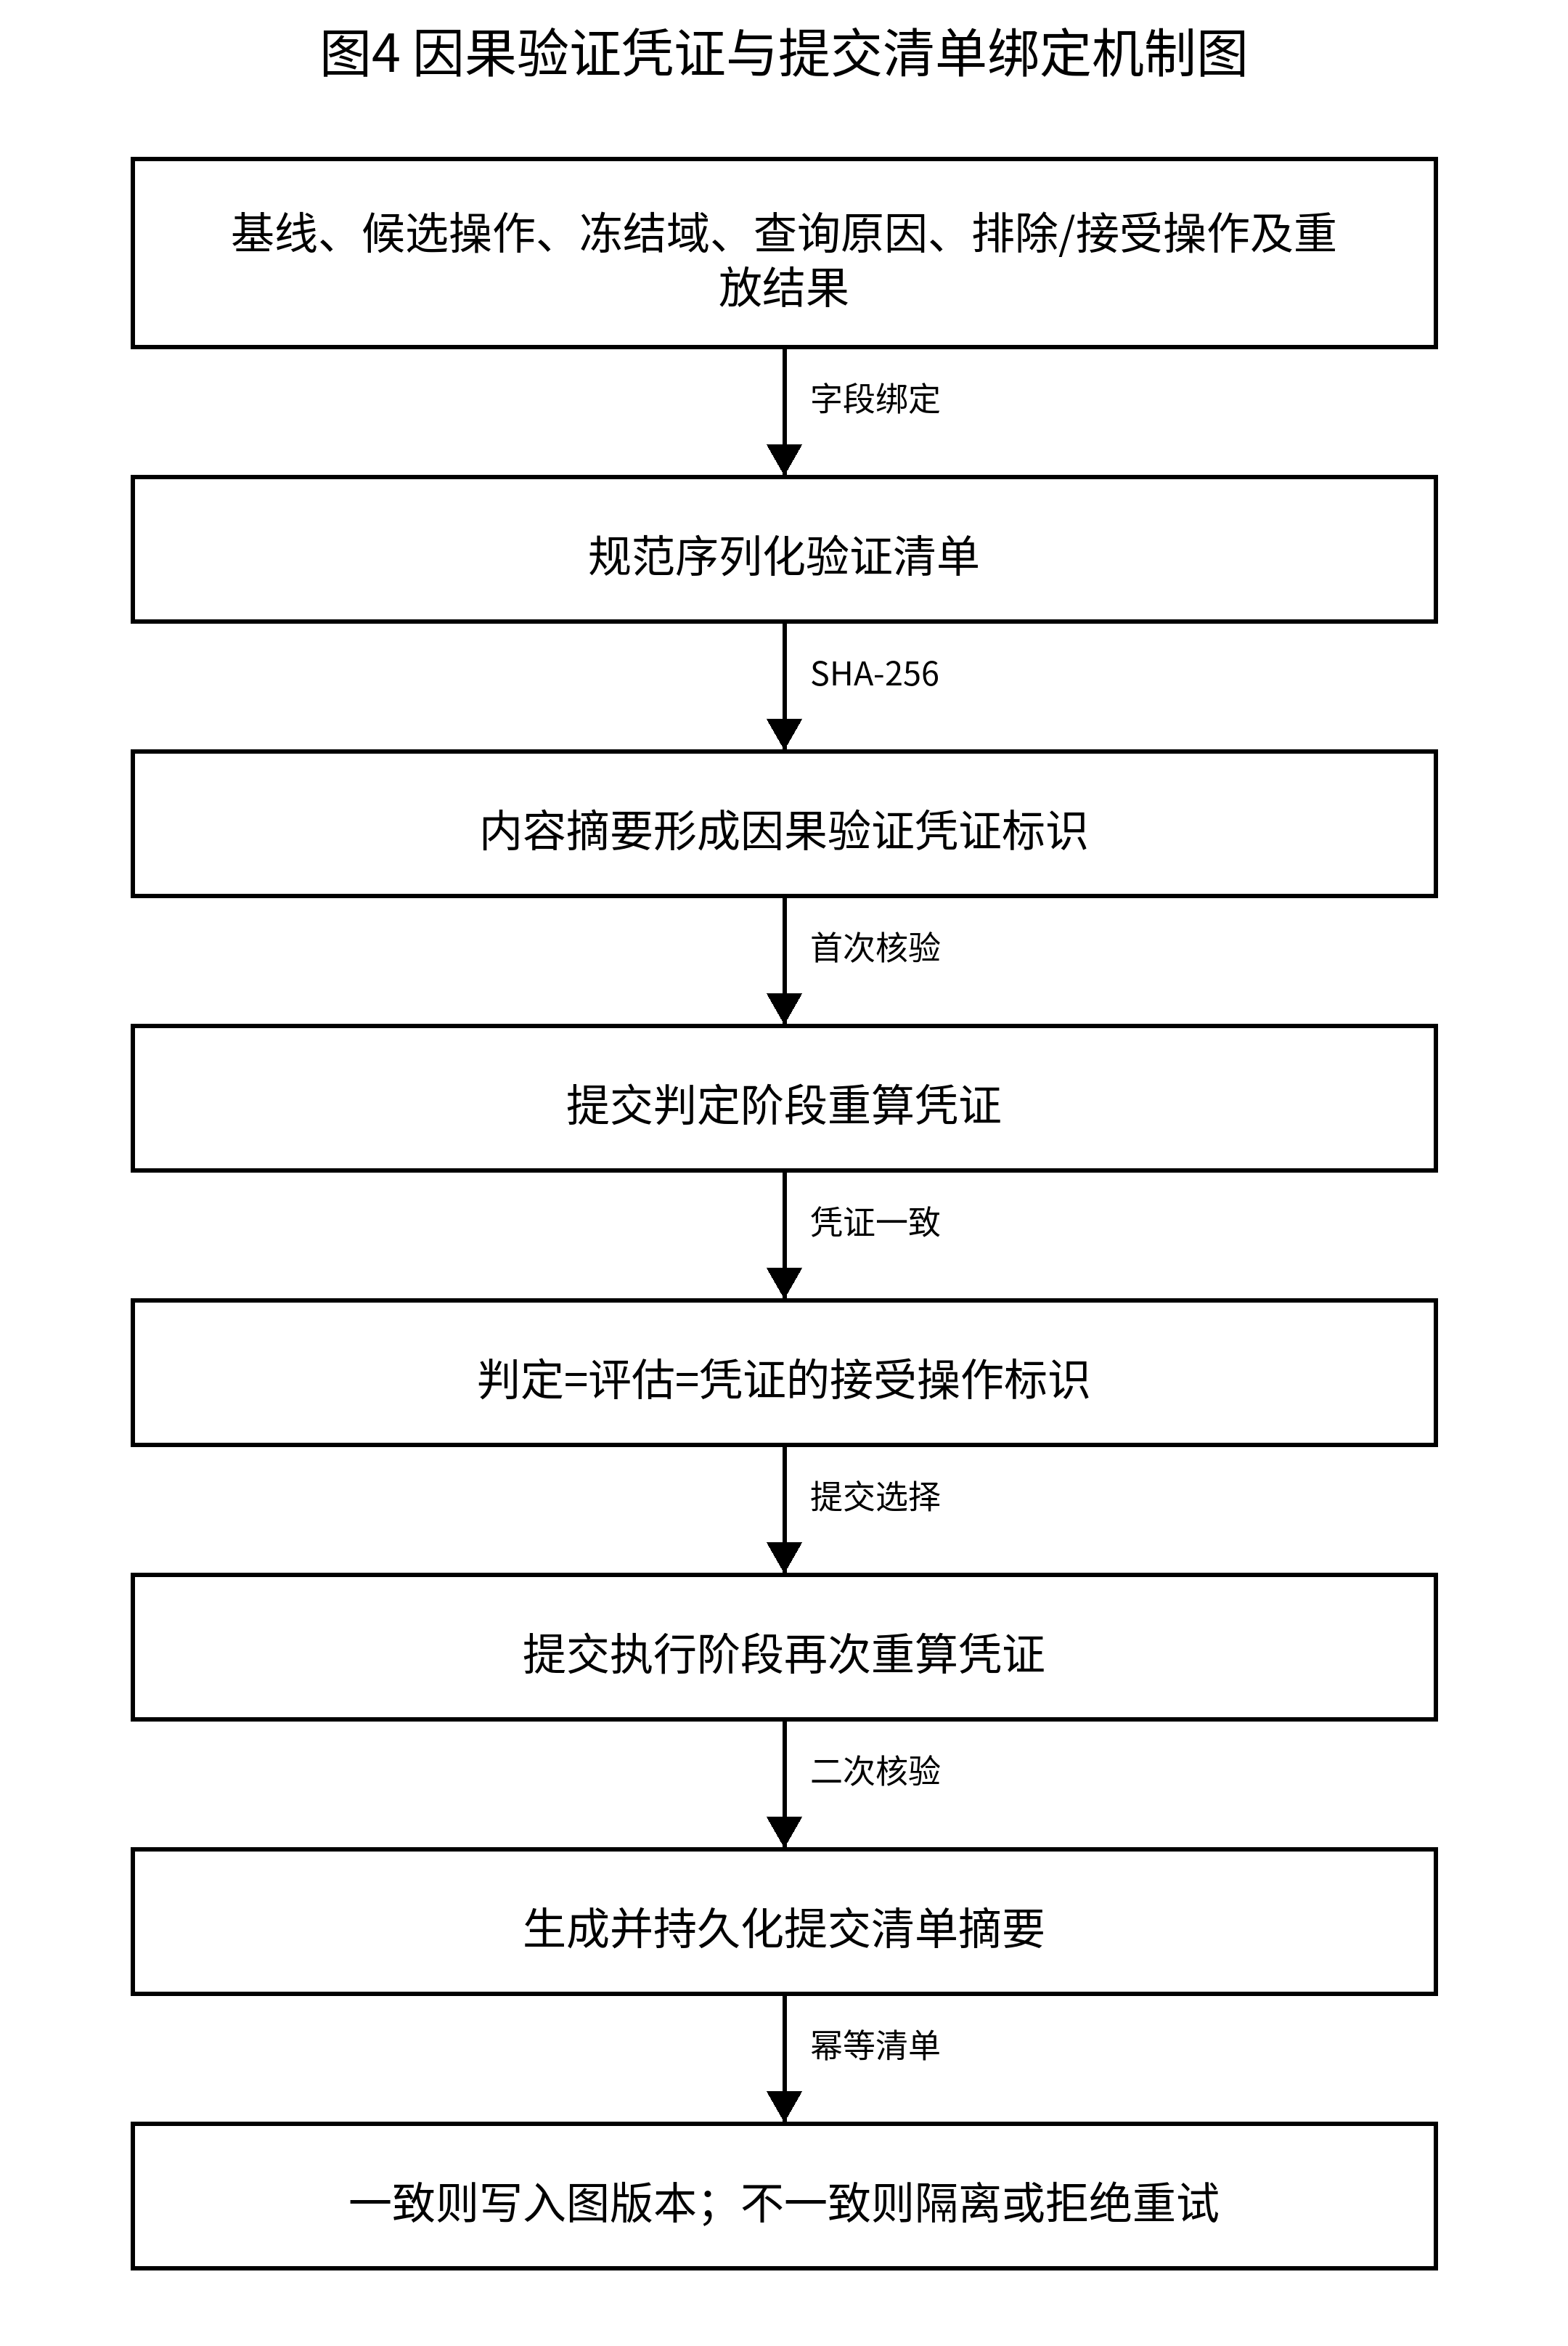 图4 因果验证凭证与提交清单绑定机制图
基线、候选操作、冻结域、查询原因、排除/接受操作及重
放结果
字段绑定
规范序列化验证清单
SHA-256
内容摘要形成因果验证凭证标识
首次核验
提交判定阶段重算凭证
凭证一致
判定=评估=凭证的接受操作标识
提交选择
提交执行阶段再次重算凭证
二次核验
生成并持久化提交清单摘要
幂等清单
一致则写入图版本；不一致则隔离或拒绝重试